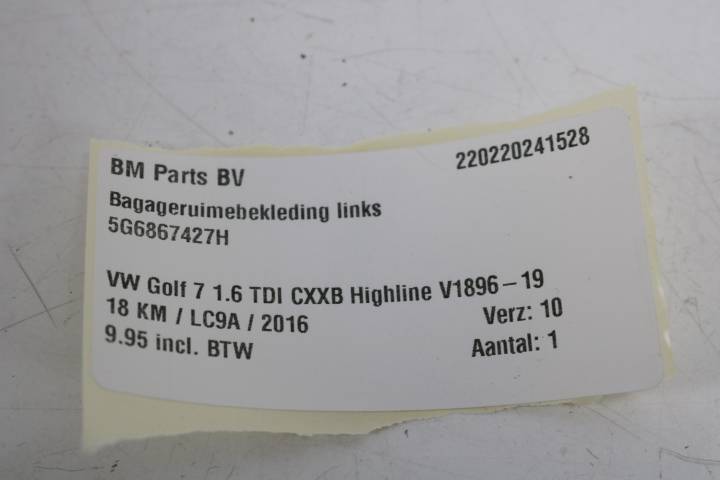 BM Parts BV
220220241528
Bagageruimebekleding links
5G6867427H
VW Golf 7 1.6 TDI CXXB Highline V1896-19
18 KM / LC9A / 2016
Verz: 10
9.95 incl. BTW
Aantal: 1